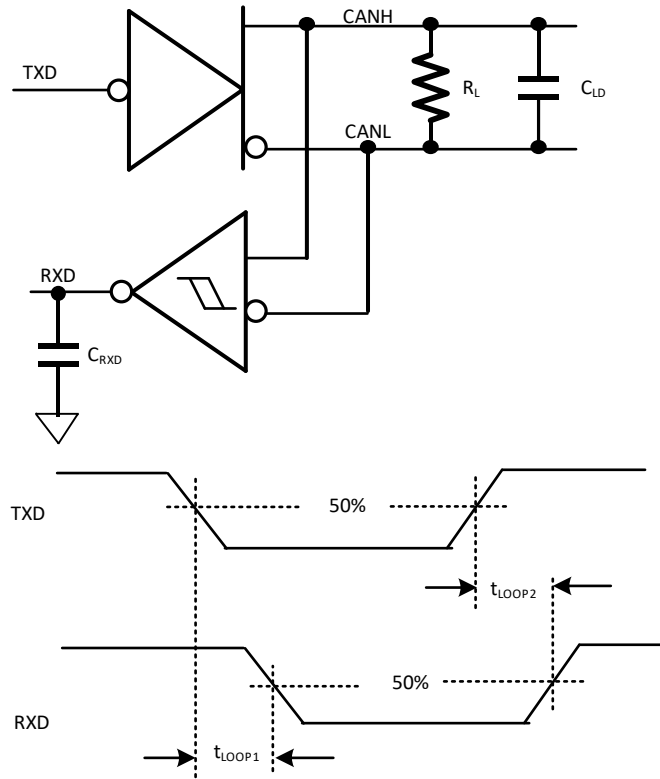 CANH
TXD
R_L
C_LD
CANL
RXD
C_RXD
TXD
50%
t_LOOP2
RXD
50%
t_LOOP1